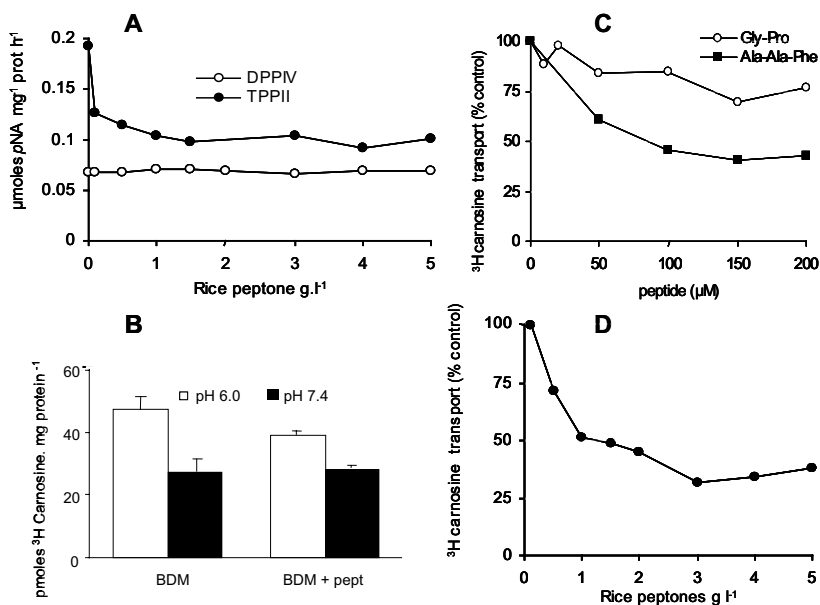 A
µmoles pNA mg⁻¹ prot h⁻¹
0.2
0.15
0.1
0.05
0
DPPIV
TPPII
0 1 2 3 4 5
Rice peptone g.l⁻¹
C
³H carnosine transport (% control)
100
75
50
25
0
Gly-Pro
Ala-Ala-Phe
0 50 100 150 200
peptide (µM)
B
pmoles ³H Carnosine. mg protein ⁻¹
60
40
20
0
pH 6.0 pH 7.4
BDM BDM + pept
D
³H carnosine transport (% control)
100
75
50
25
0
0 1 2 3 4 5
Rice peptones g l⁻¹